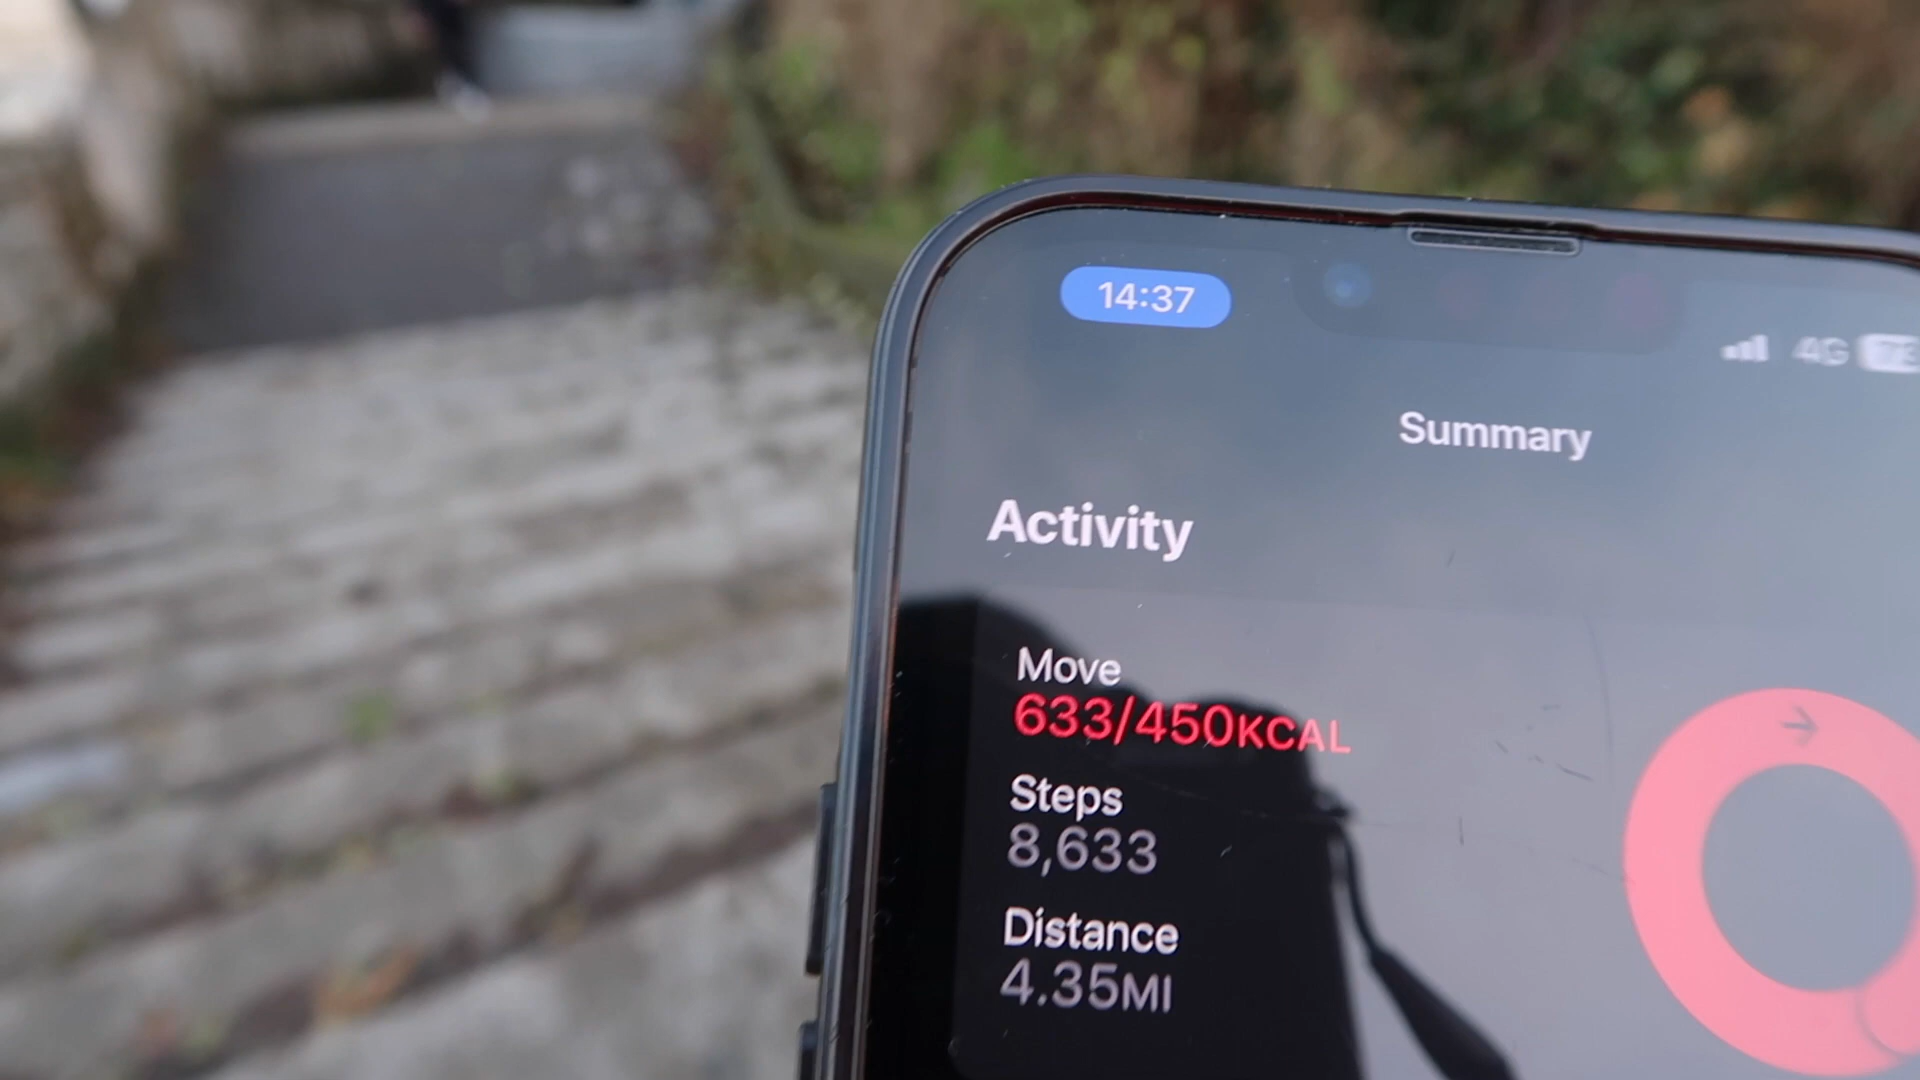 14:37
4G
Summary
Activity
Move
633/450KCAL
Steps
8,633
Distance
4.35MI